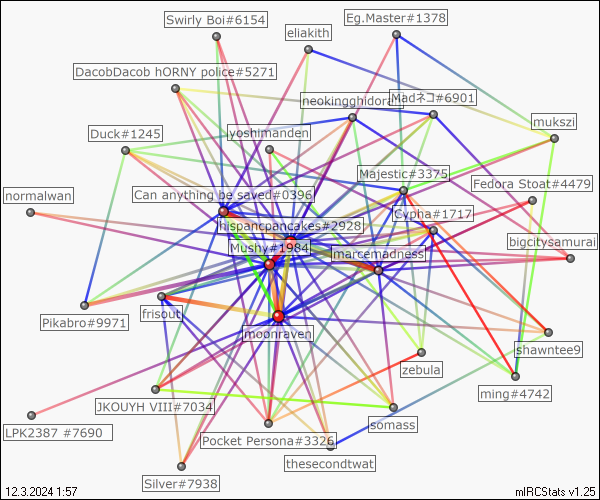 Swirly Boi#6154
Eg.Master#1378
eliakith
DacobDacob hORNY police#5271
neokingghidora
Madネコ#6901
mukszi
Duck#1245
yoshimanden
Majestic#3375
Fedora Stoat#4479
normalwan
Can anything be saved#0396
Cypha#1717
hispancpancakes#2928
bigcitysamurai
Mushy#1984
marcemadness
Pikabro#9971
frisout
moonraven
shawntee9
zebula
ming#4742
JKOUYH VIII#7034
somass
LPK2387 #7690
Pocket Persona#3326
thesecondtwat
Silver#7938
12.3.2024 1:57
mIRCStats v1.25